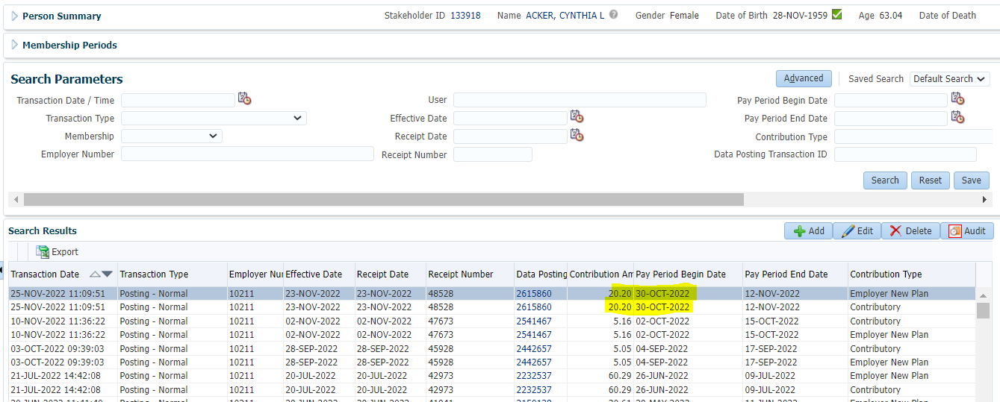 Person Summary Stakeholder ID 133918 Name ACKER, CYNTHIA L Gender Female Date of Birth 28-NOV-1959 Age 63.04 Date of Death
Membership Periods
Search Parameters Advanced Saved Search Default Search
Transaction Date / Time User Pay Period Begin Date
Transaction Type Effective Date Pay Period End Date
Membership Receipt Date Contribution Type
Employer Number Receipt Number Data Posting Transaction ID
Search Reset Save
Search Results Add Edit Delete Audit
Export
Transaction Date Transaction Type Employer Nu Effective Date Receipt Date Receipt Number Data Posting Contribution Am Pay Period Begin Date Pay Period End Date Contribution Type
25-NOV-2022 11:09:51 Posting - Normal 10211 23-NOV-2022 23-NOV-2022 48528 2615860 20.20 30-OCT-2022 12-NOV-2022 Employer New Plan
25-NOV-2022 11:09:51 Posting - Normal 10211 23-NOV-2022 23-NOV-2022 48528 2615860 20.20 30-OCT-2022 12-NOV-2022 Contributory
10-NOV-2022 11:36:22 Posting - Normal 10211 02-NOV-2022 02-NOV-2022 47673 2541467 5.16 02-OCT-2022 15-OCT-2022 Contributory
10-NOV-2022 11:36:22 Posting - Normal 10211 02-NOV-2022 02-NOV-2022 47673 2541467 5.16 02-OCT-2022 15-OCT-2022 Employer New Plan
03-OCT-2022 09:39:03 Posting - Normal 10211 28-SEP-2022 28-SEP-2022 45928 2442657 5.05 04-SEP-2022 17-SEP-2022 Contributory
03-OCT-2022 09:39:03 Posting - Normal 10211 28-SEP-2022 28-SEP-2022 45928 2442657 5.05 04-SEP-2022 17-SEP-2022 Employer New Plan
21-JUL-2022 14:42:08 Posting - Normal 10211 20-JUL-2022 20-JUL-2022 42973 2232537 60.29 26-JUN-2022 09-JUL-2022 Employer New Plan
21-JUL-2022 14:42:08 Posting - Normal 10211 20-JUL-2022 20-JUL-2022 42973 2232537 60.29 26-JUN-2022 09-JUL-2022 Contributory